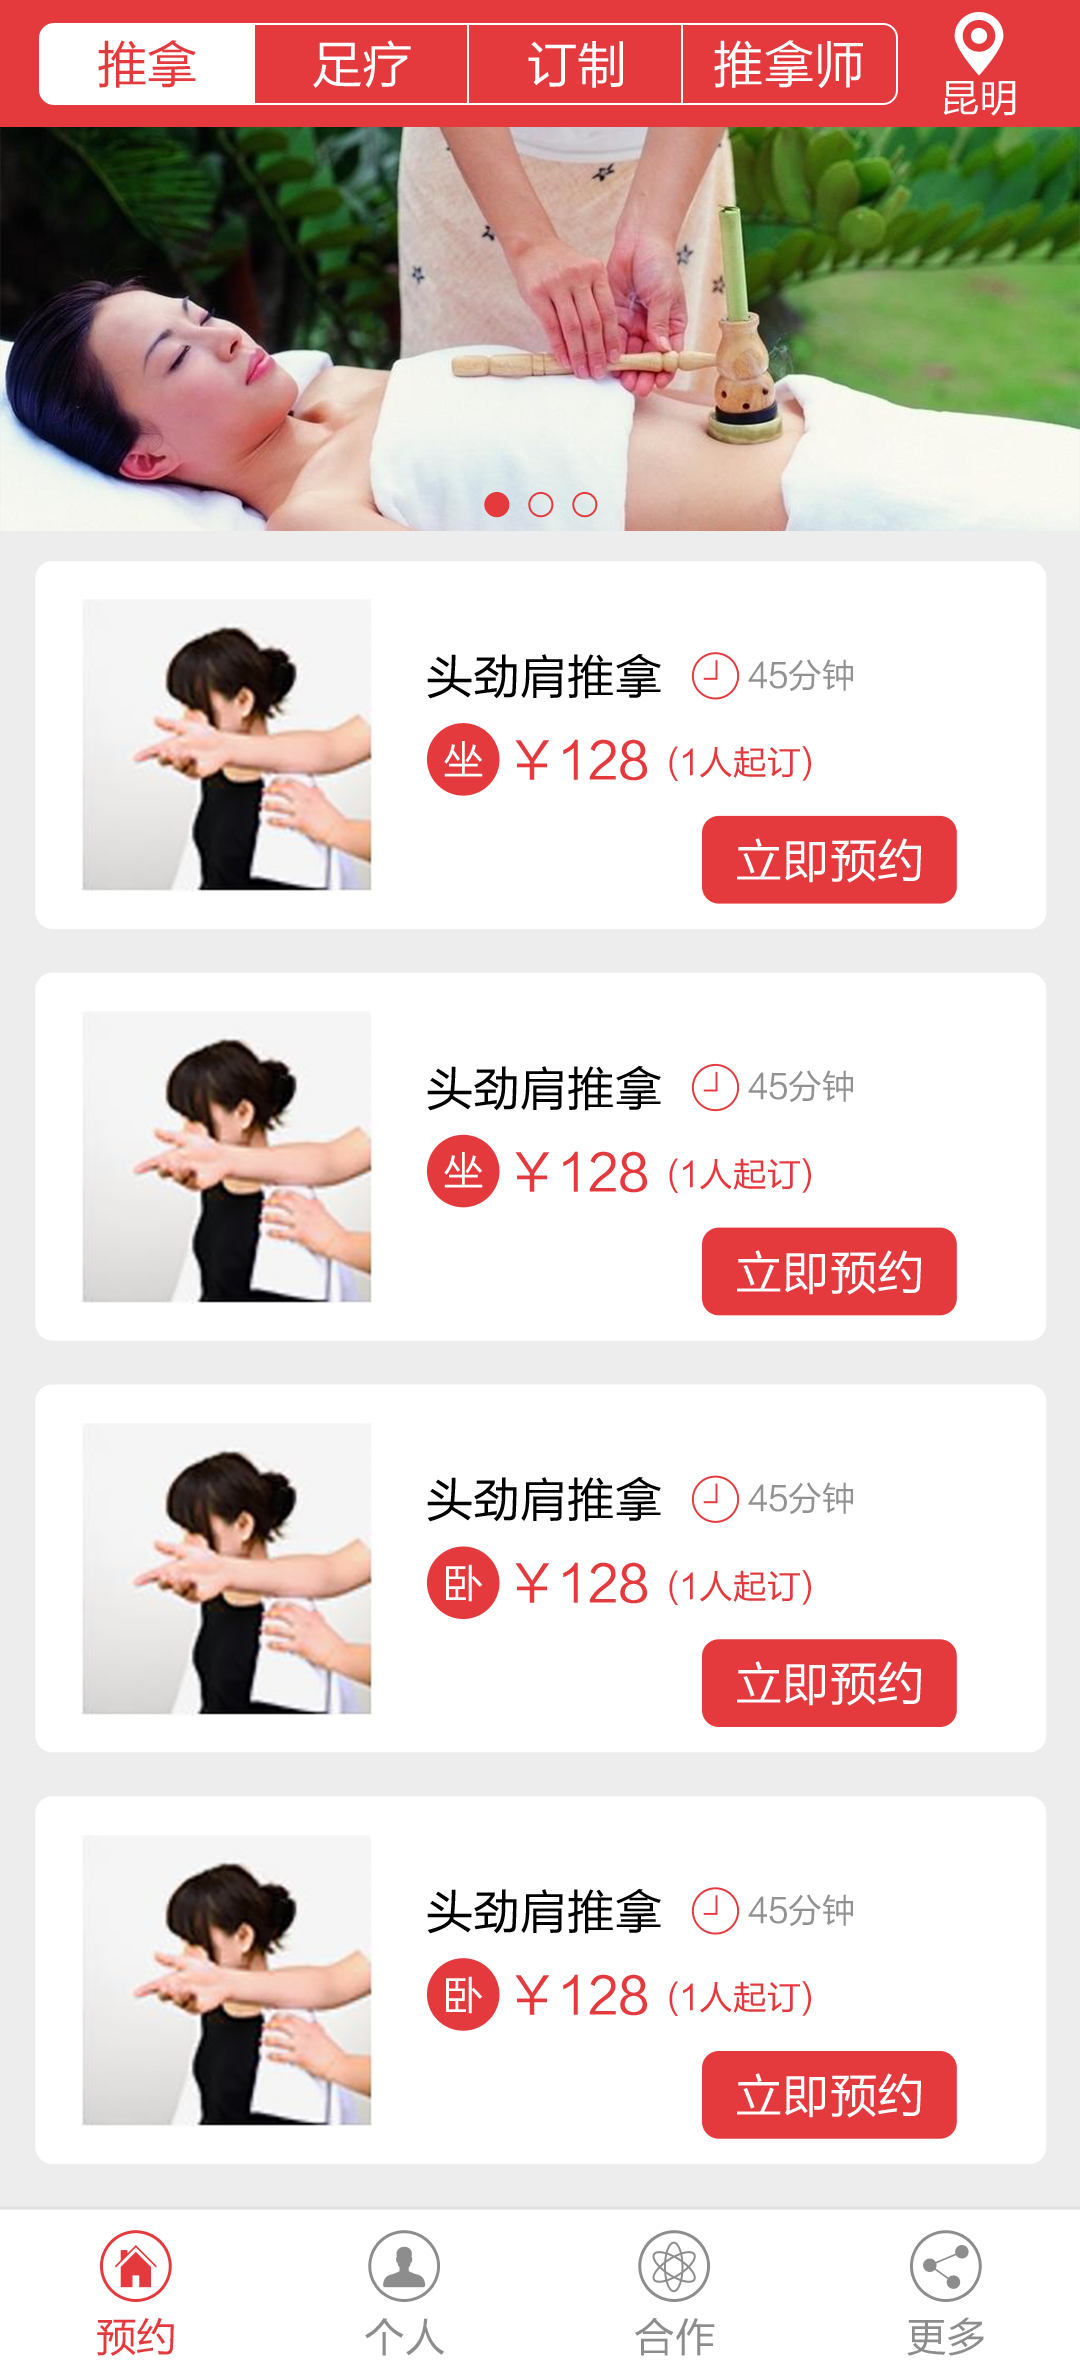 推拿 足疗 订制 推拿师
昆明
头劲肩推拿 45分钟
坐 ¥128 (1人起订)
立即预约
头劲肩推拿 45分钟
坐 ¥128 (1人起订)
立即预约
头劲肩推拿 45分钟
卧 ¥128 (1人起订)
立即预约
头劲肩推拿 45分钟
卧 ¥128 (1人起订)
立即预约
预约 个人 合作 更多